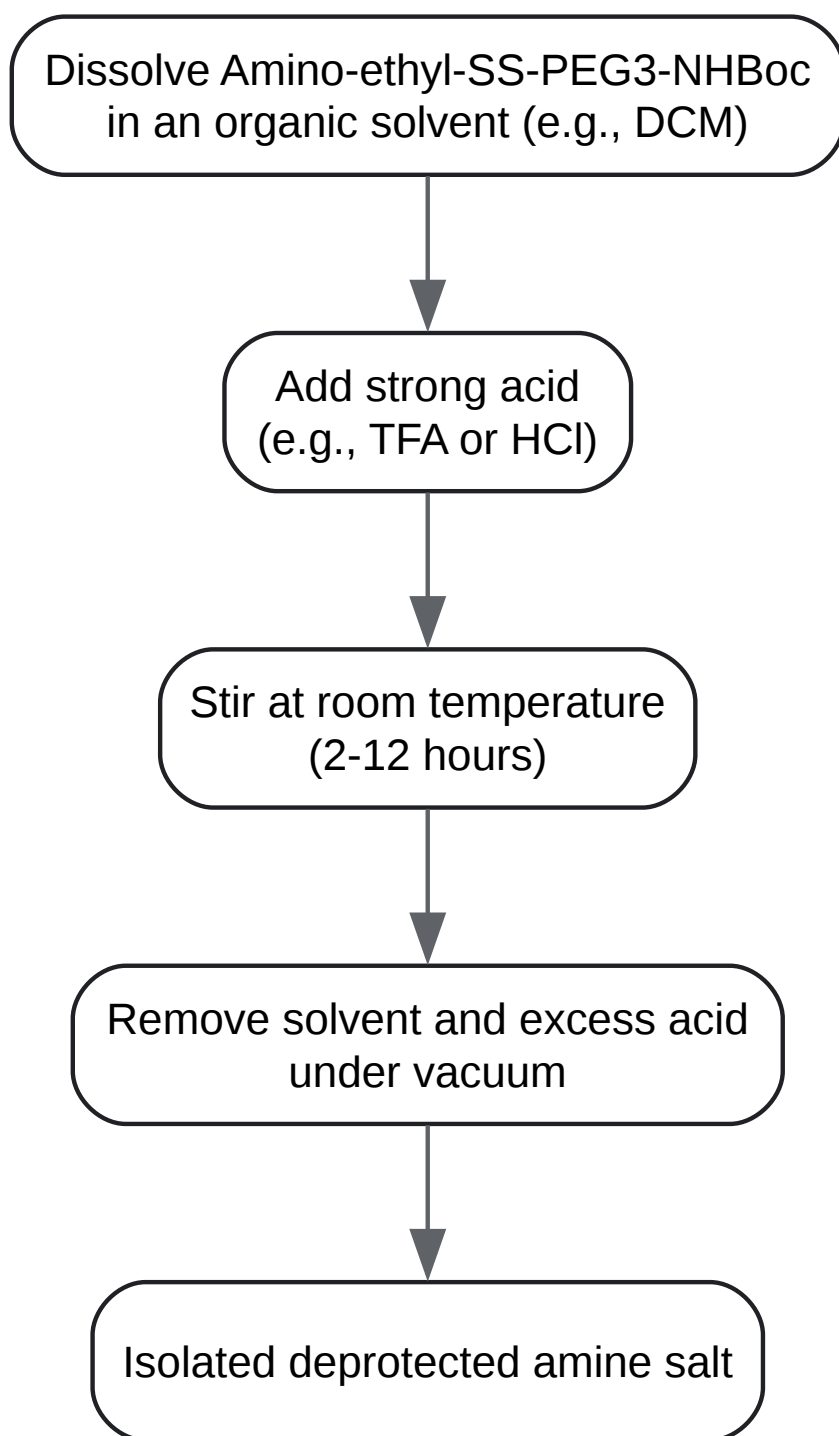 Dissolve Amino-ethyl-SS-PEG3-NHBoc
in an organic solvent (e.g., DCM)
Add strong acid
(e.g., TFA or HCl)
Stir at room temperature
(2-12 hours)
Remove solvent and excess acid
under vacuum
Isolated deprotected amine salt